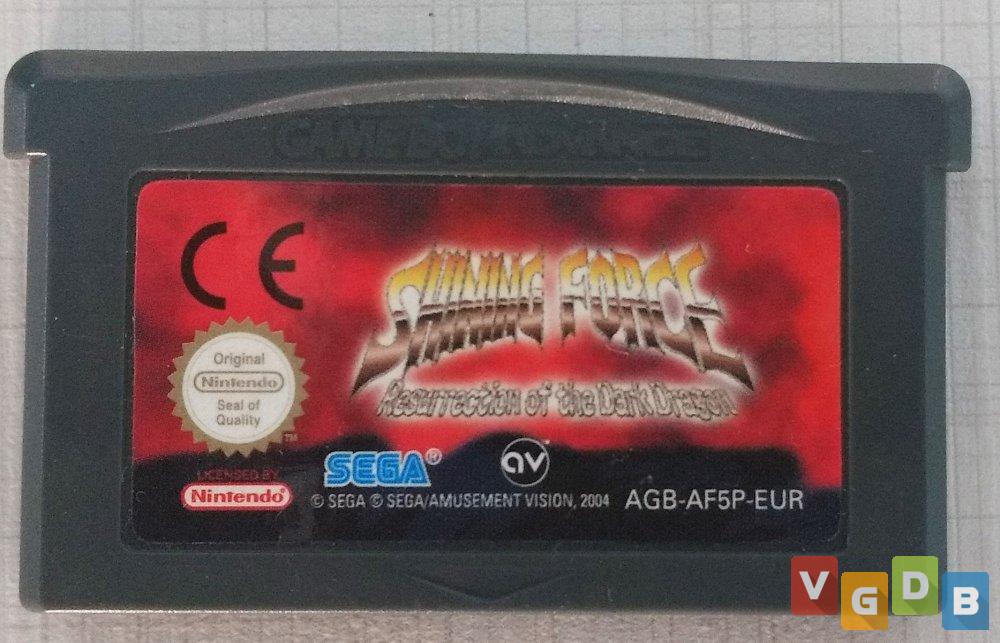 GAME BOY ADVANCE
CE
SHINING FORCE
Resurrection of the Dark Dragon
Original
Nintendo
Seal of
Quality
TM
LICENSED BY
Nintendo®
SEGA®
av
© SEGA © SEGA/AMUSEMENT VISION, 2004
AGB-AF5P-EUR
VGDB